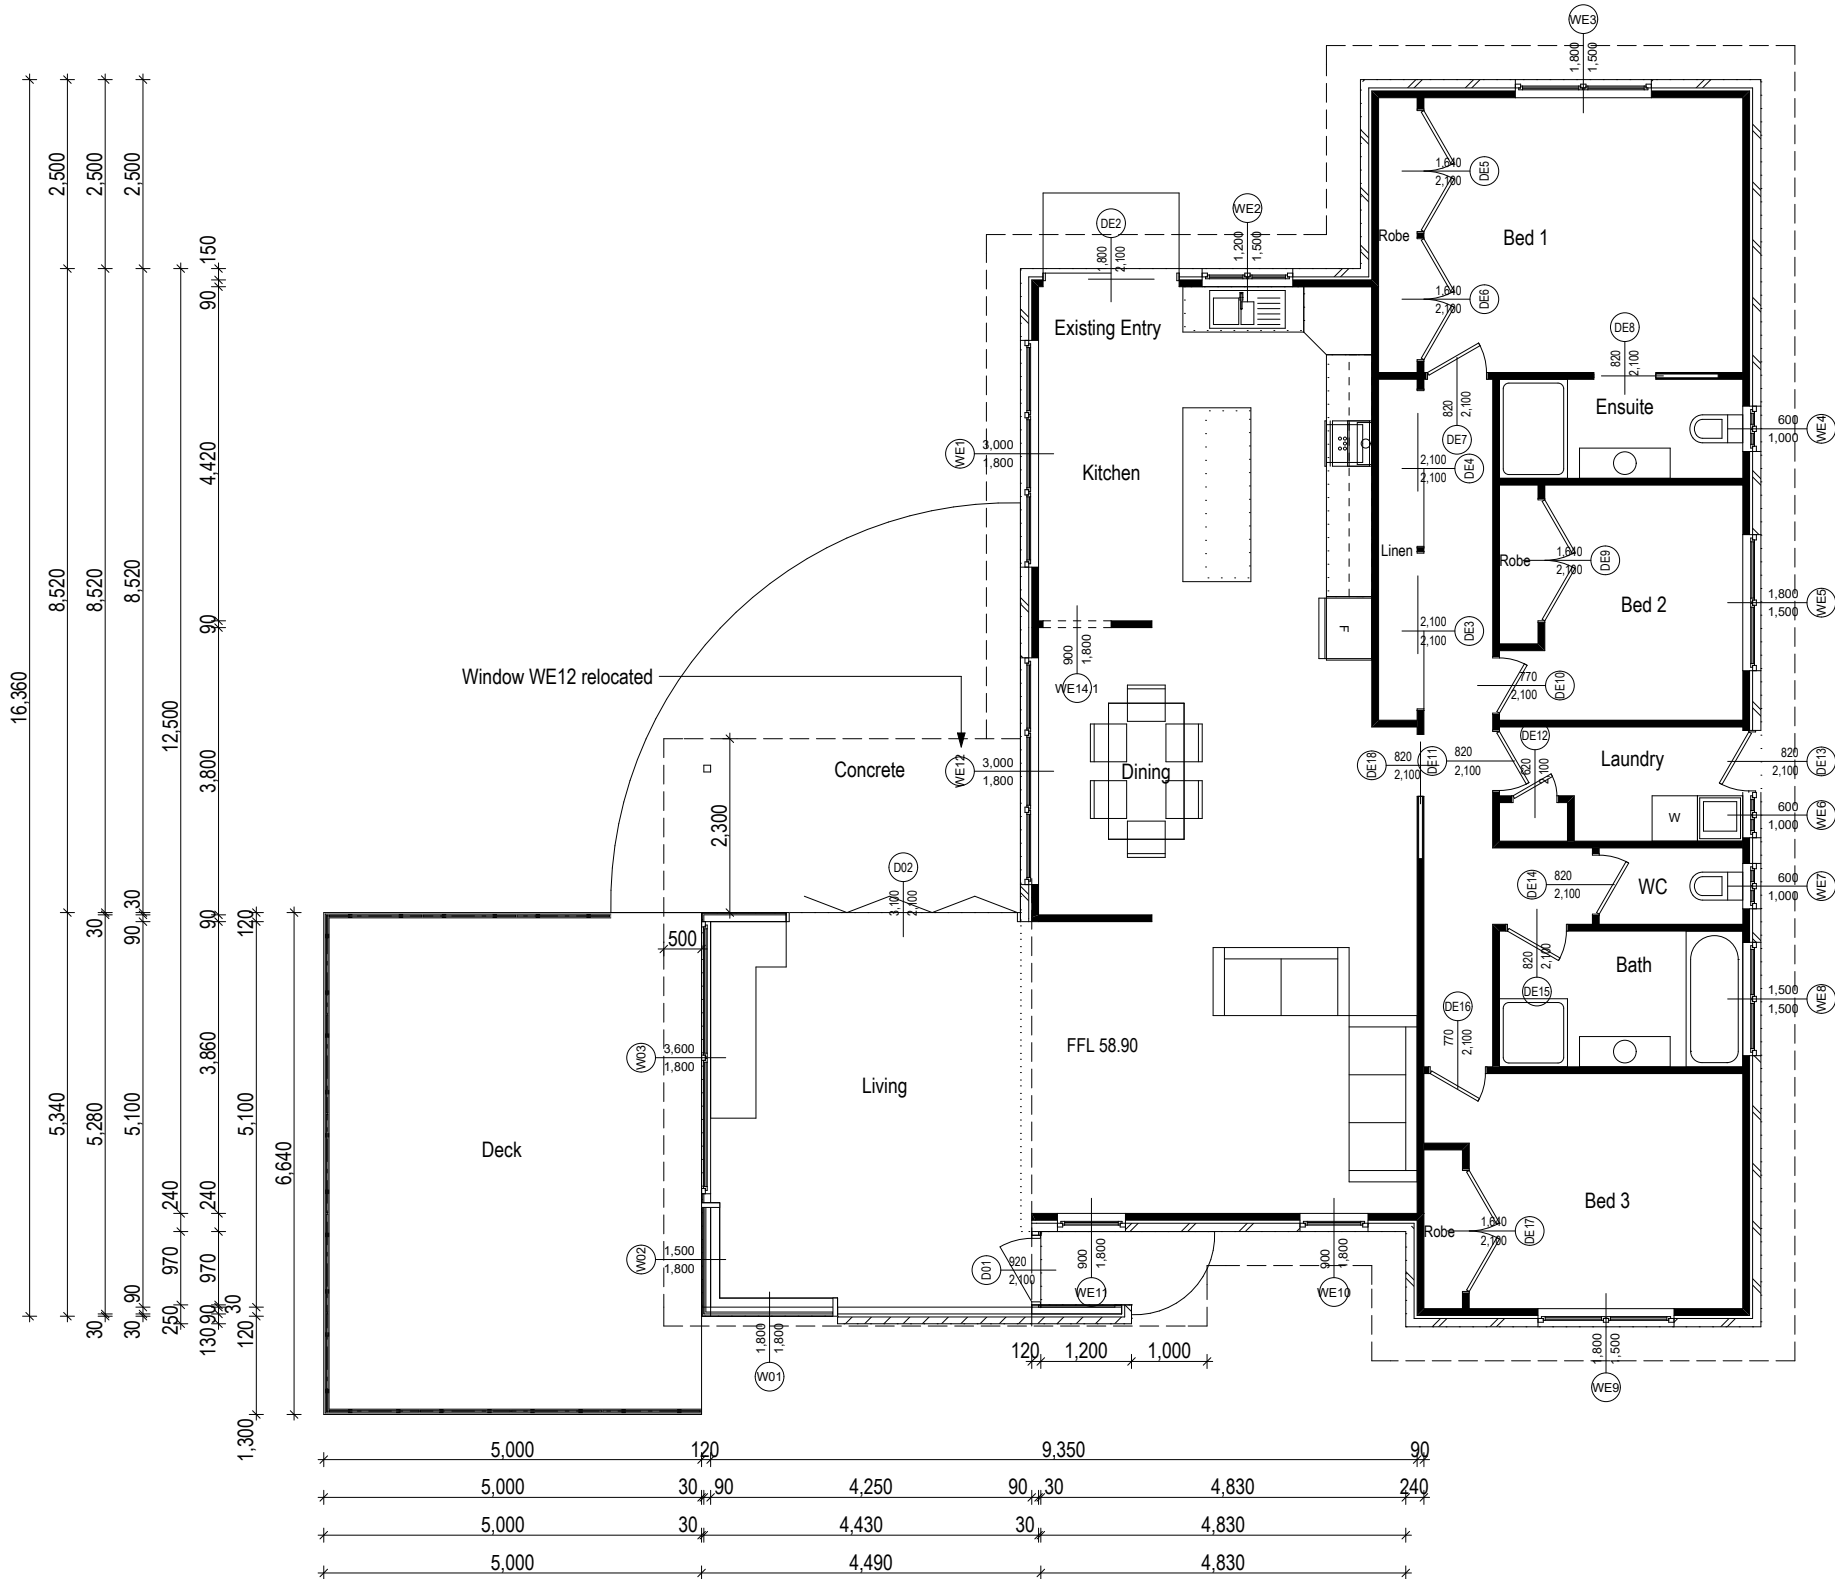 WE3
1,800
1,500
2,500
2,500
2,500
150
DE2
1,800
2,100
WE2
1,200
1,500
DE5
1,640
2,100
Robe
Bed 1
DE6
1,640
2,100
90
Existing Entry
DE8
820
2,100
DE7
820
2,100
Ensuite
WE4
600
1,000
WE1
3,000
1,800
4,420
Kitchen
DE4
2,100
2,100
Linen
Robe
DE9
1,640
2,100
8,520
8,520
8,520
Bed 2
WE5
1,800
1,500
F
90
DE3
2,100
2,100
900
1,800
WE14.1
Window WE12 relocated
16,360
12,500
DE10
770
2,100
DE12
620
2,100
Laundry
DE18
820
2,100
DE11
820
2,100
DE13
820
2,100
3,800
Concrete
WE12
3,000
1,800
Dining
2,300
W
WE6
600
1,000
D02
3,100
2,100
DE14
820
2,100
WC
WE7
600
1,000
30
90
30
90
120
500
Bath
DE15
820
2,100
WE8
1,500
1,500
DE16
770
2,100
FFL 58.90
W03
3,600
1,800
3,860
Living
5,340
5,280
5,100
5,100
Deck
6,640
240
240
Bed 3
Robe
DE17
1,640
2,100
W02
1,500
1,800
970
970
D01
920
2,100
WE11
900
1,800
WE10
900
1,800
30
30
90
250
130
90
30
120
W01
1,800
1,800
120
1,200
1,000
WE9
1,800
1,500
1,300
5,000
120
9,350
90
5,000
30
90
4,250
90
30
4,830
240
5,000
30
4,430
30
4,830
5,000
4,490
4,830